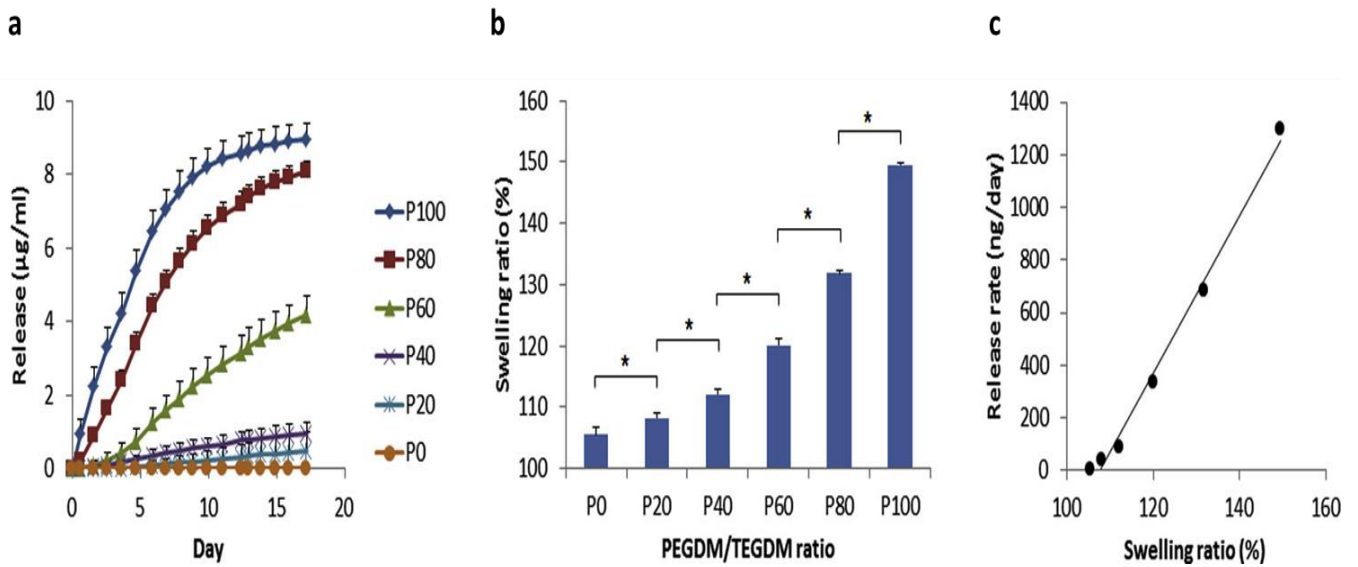 a
b
c
10
8
6
4
2
0
Release (µg/ml)
0 5 10 15 20
Day
P100
P80
P60
P40
P20
P0
160
150
140
130
120
110
100
Swelling ratio (%)
* * * * *
P0 P20 P40 P60 P80 P100
PEGDM/TEGDM ratio
1400
1200
1000
800
600
400
200
0
Release rate (ng/day)
100 120 140 160
Swelling ratio (%)